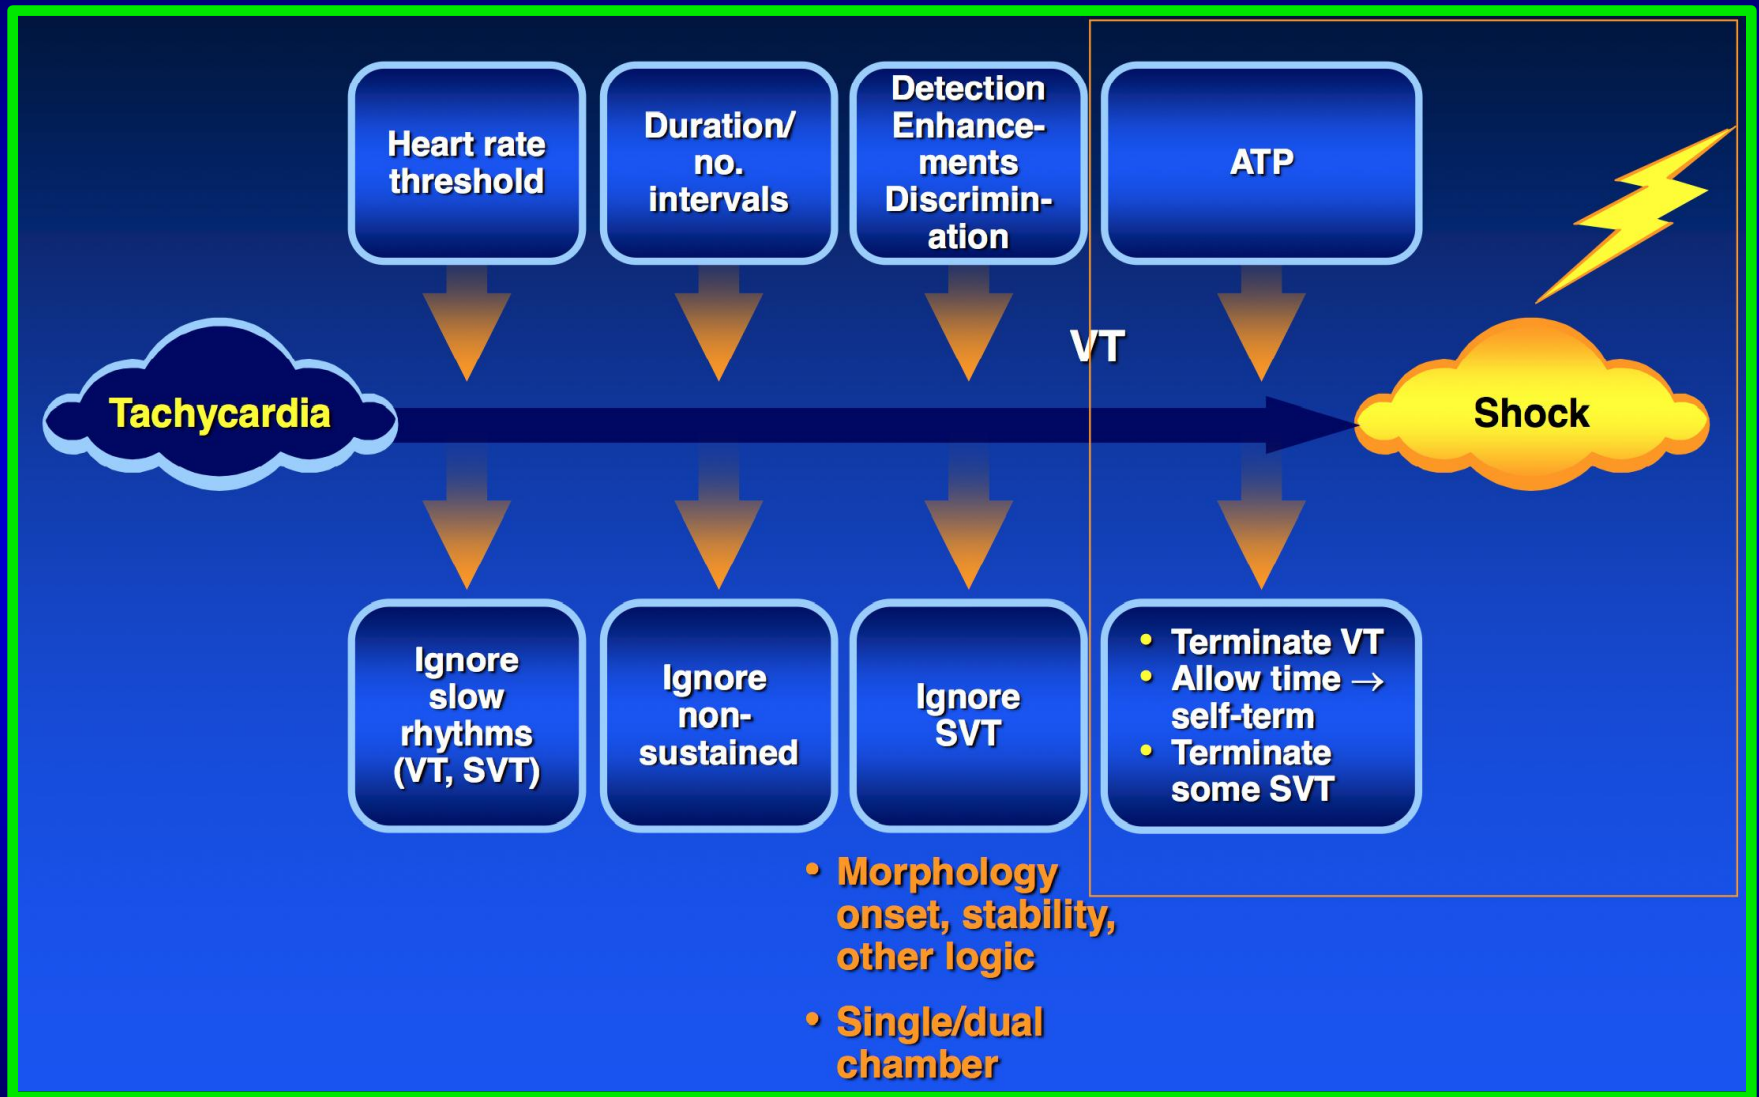 Heart rate
threshold
Duration/
no.
intervals
Detection
Enhance-
ments
Discrimin-
ation
ATP
VT
Tachycardia
Shock
Ignore
slow
rhythms
(VT, SVT)
Ignore
non-
sustained
Ignore
SVT
• Terminate VT
• Allow time →
self-term
• Terminate
some SVT
• Morphology
onset, stability,
other logic
• Single/dual
chamber